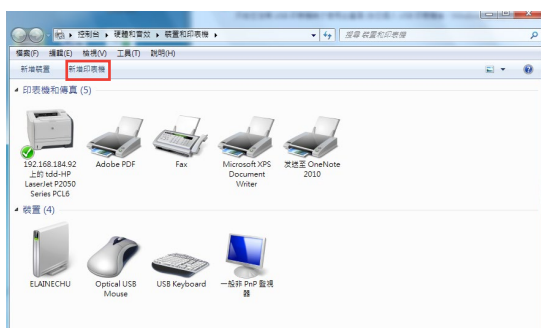 控制台 ▸ 硬體和音效 ▸ 裝置和印表機 ▸
搜尋 裝置和印表機
檔案(F) 編輯(E) 檢視(V) 工具(T) 說明(H)
新增裝置 新增印表機
印表機和傳真 (5)
192.168.184.92
上的 tdd-HP
LaserJet P2050
Series PCL6
Adobe PDF
Fax
Microsoft XPS
Document
Writer
发送至 OneNote
2010
裝置 (4)
ELAINECHU
Optical USB
Mouse
USB Keyboard
一般非 PnP 監視
器